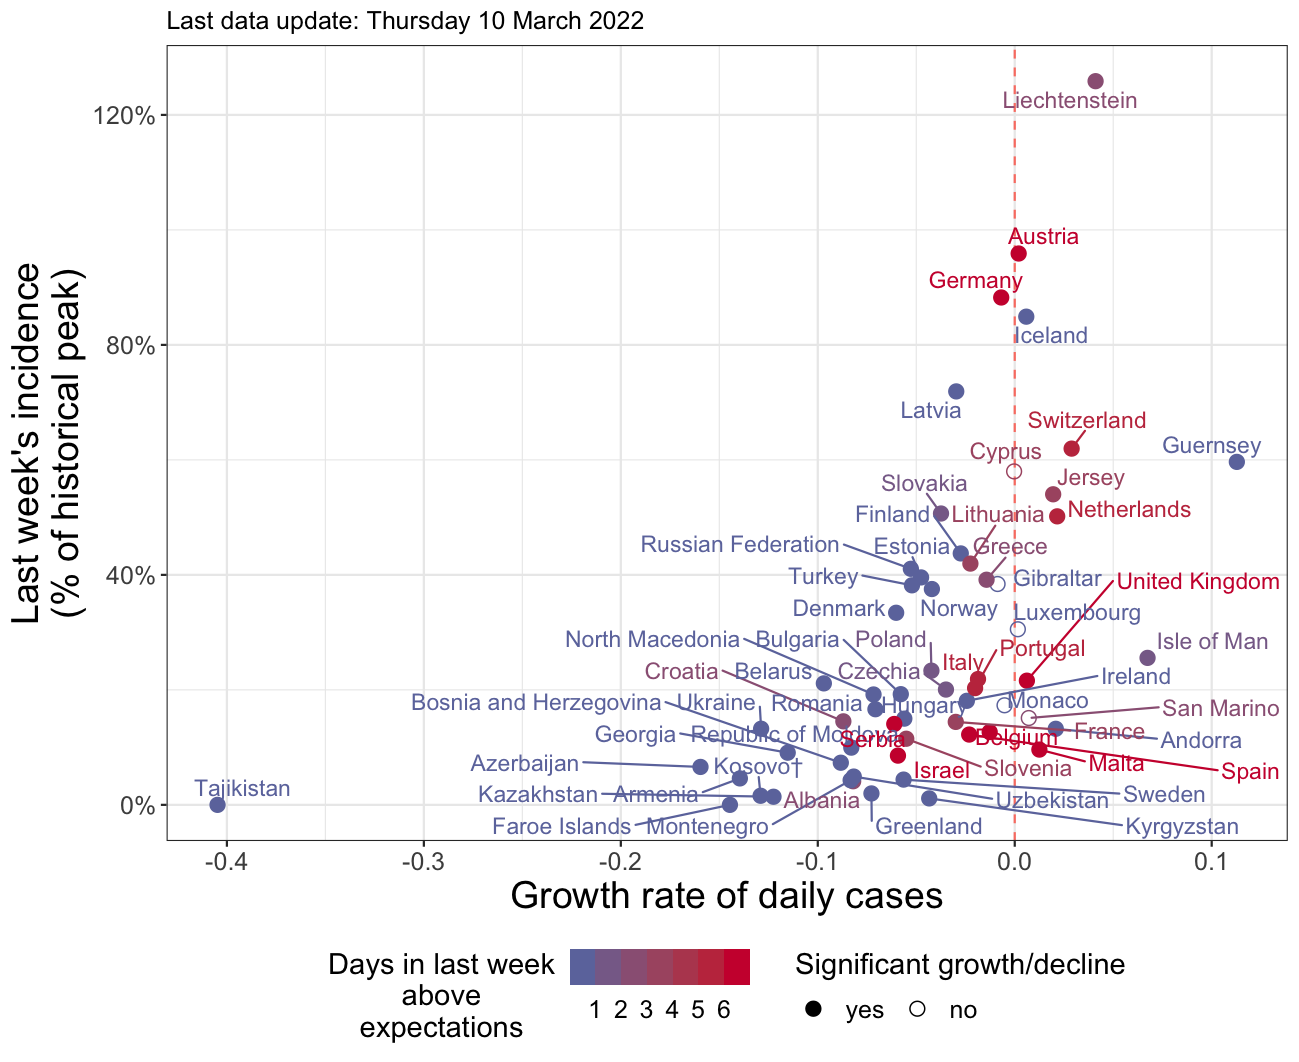 Last data update: Thursday 10 March 2022
Last week's incidence
(% of historical peak)
120%
80%
40%
0%
Liechtenstein
Austria
Germany
Iceland
Latvia
Switzerland
Guernsey
Cyprus
Jersey
Slovakia
Netherlands
Finland
Lithuania
Russian Federation
Estonia
Greece
Turkey
Gibraltar
United Kingdom
Denmark
Norway
Luxembourg
North Macedonia
Bulgaria
Poland
Isle of Man
Portugal
Italy
Croatia
Belarus
Czechia
Ireland
Bosnia and Herzegovina
Ukraine
Romania
Hungary
Monaco
San Marino
Georgia
Republic of Moldova
Serbia
Belgium
France
Andorra
Azerbaijan
Kosovo†
Israel
Slovenia
Malta
Spain
Tajikistan
Kazakhstan
Armenia
Albania
Uzbekistan
Sweden
Faroe Islands
Montenegro
Greenland
Kyrgyzstan
-0.4
-0.3
-0.2
-0.1
0.0
0.1
Growth rate of daily cases
Days in last week
above
expectations
1 2 3 4 5 6
Significant growth/decline
yes
no